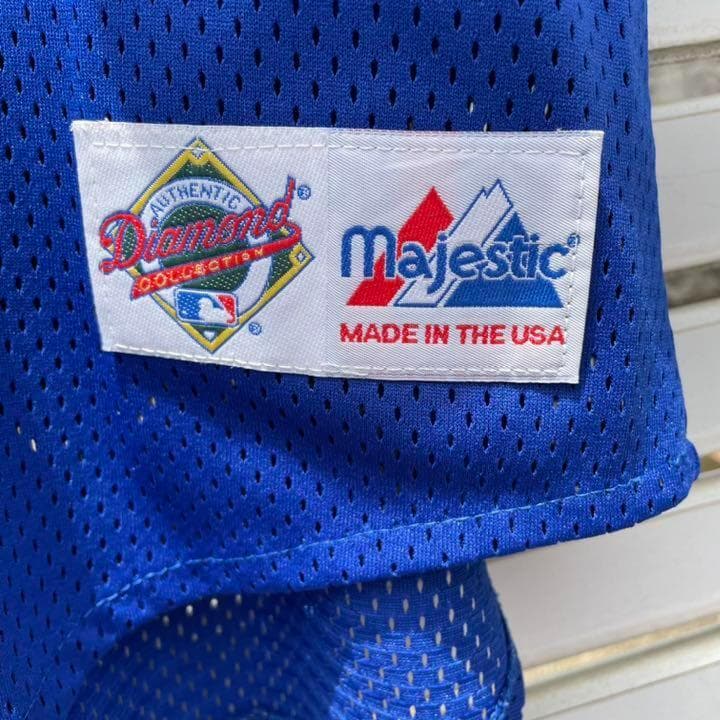 AUTHENTIC
Diamond®
COLLECTION
®
Majestic®
MADE IN THE USA